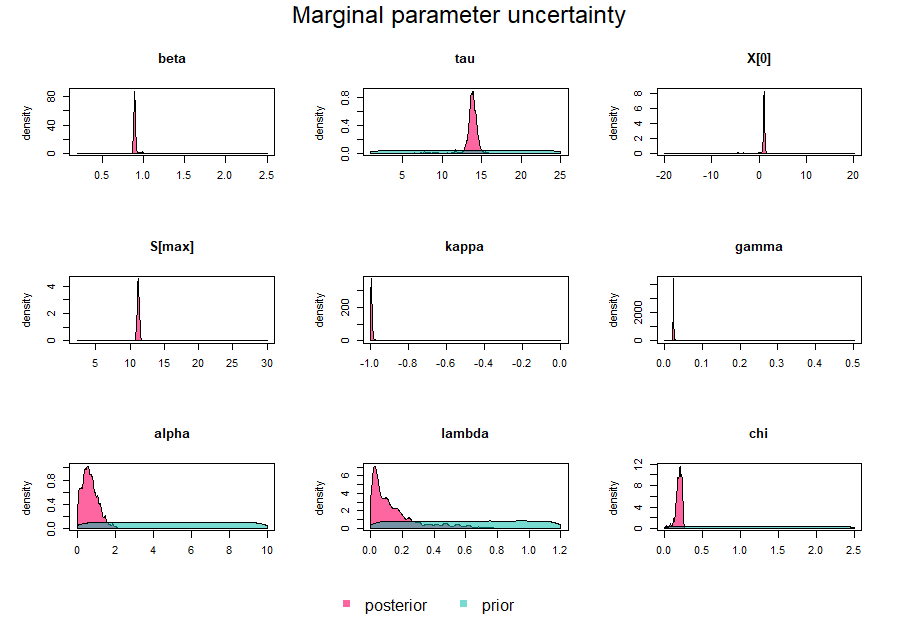 Marginal parameter uncertainty
beta tau X[0]
density 0 40 80
0.5 1.0 1.5 2.0 2.5
density 0.0 0.4 0.8
5 10 15 20 25
density 0 2 4 6 8
-20 -10 0 10 20
S[max] kappa gamma
density 0 2 4
5 10 15 20 25 30
density 0 200
-1.0 -0.8 -0.6 -0.4 -0.2 0.0
density 0 2000
0.0 0.1 0.2 0.3 0.4 0.5
alpha lambda chi
density 0.0 0.4 0.8
0 2 4 6 8 10
density 0 2 4 6
0.0 0.2 0.4 0.6 0.8 1.0 1.2
density 0 4 8 12
0.0 0.5 1.0 1.5 2.0 2.5
posterior prior